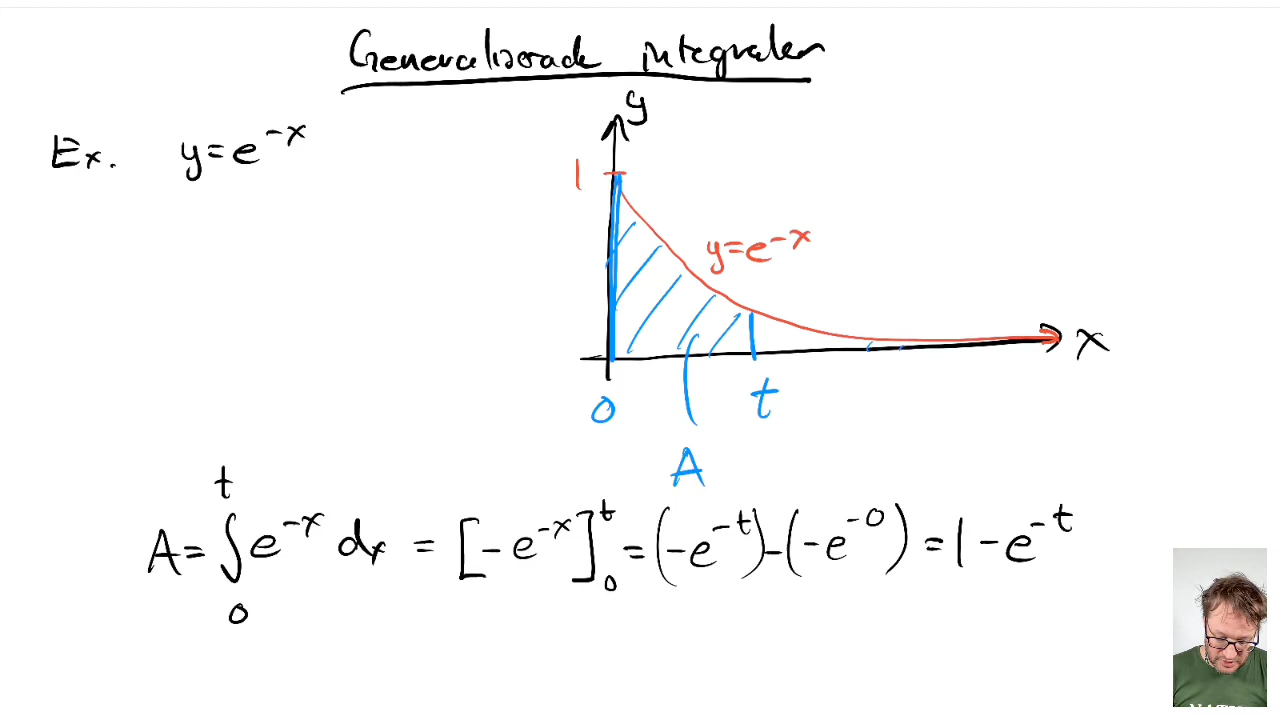 Generaliserade integraler
Ex. y=e^{-x}
y
1
y=e^{-x}
x
0
t
A
A = ∫_0^t e^{-x} dx = [-e^{-x}]_0^t = (-e^{-t})-(-e^{-0}) = 1-e^{-t}